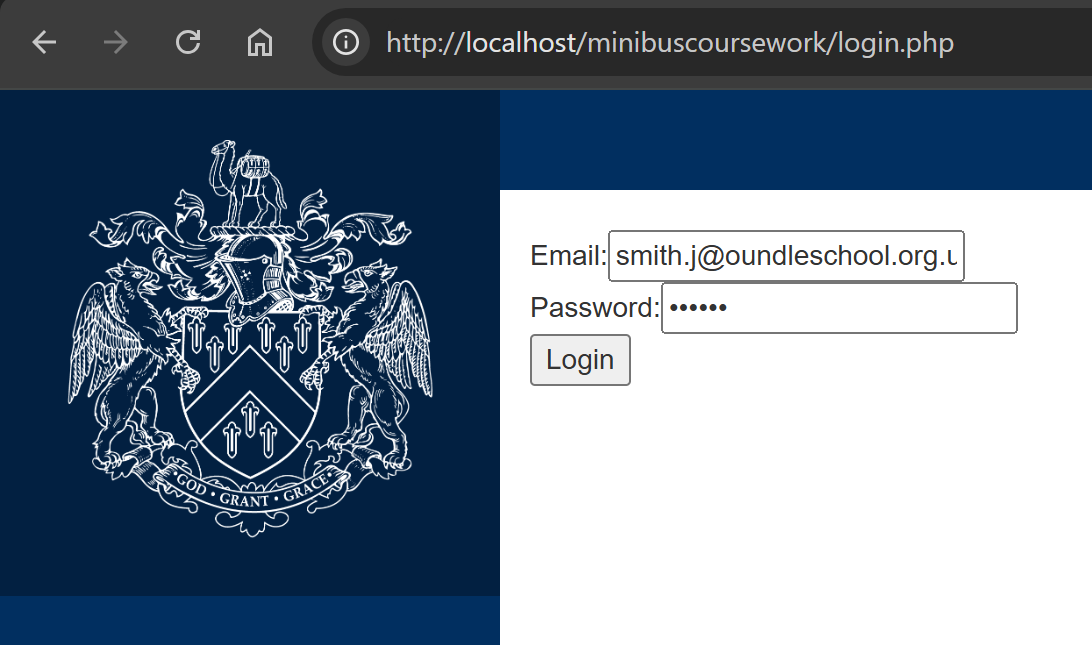 http://localhost/minibuscoursework/login.php
GOD • GRANT • GRACE
Email: smith.j@oundleschool.org.u
Password: ••••••
Login